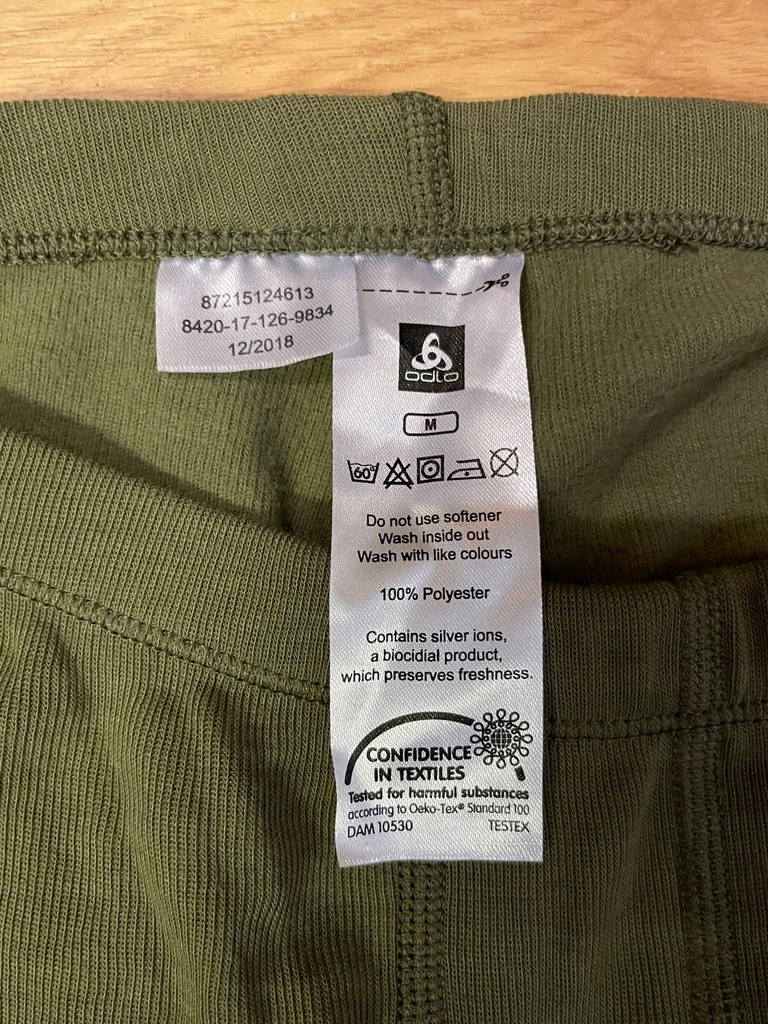 87215124613
8420-17-126-9834
12/2018
odlo
M
60°
Do not use softener
Wash inside out
Wash with like colours
100% Polyester
Contains silver ions,
a biocidial product,
which preserves freshness.
CONFIDENCE
IN TEXTILES
Tested for harmful substances
according to Oeko-Tex® Standard 100
DAM 10530 TESTEX